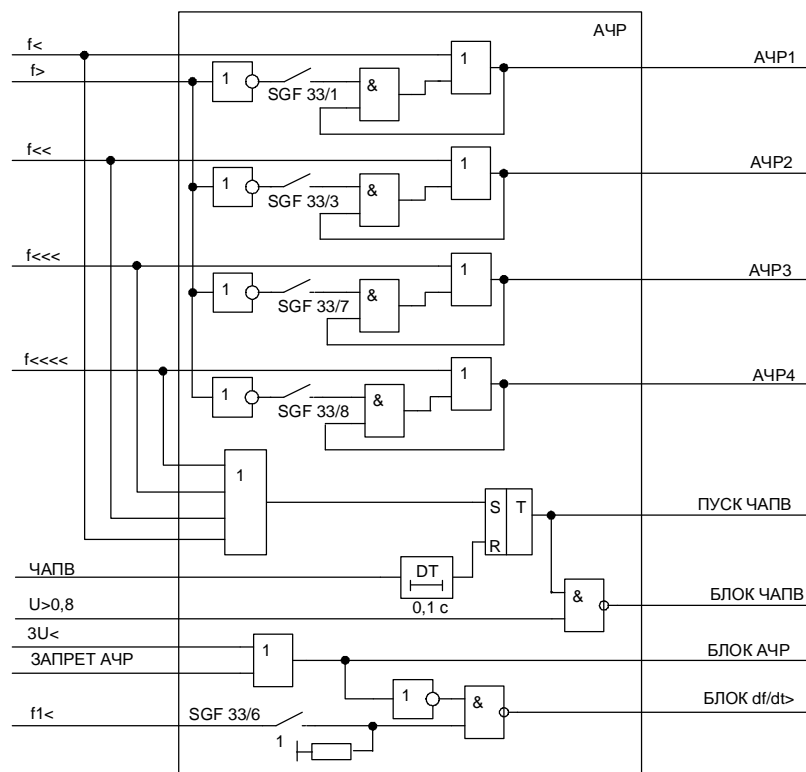 АЧР
f<
1
АЧР1
f>
1
&
SGF 33/1
f<<
1
АЧР2
1
&
SGF 33/3
f<<<
1
АЧР3
1
&
SGF 33/7
f<<<<
1
АЧР4
1
&
SGF 33/8
1
S T
ПУСК ЧАПВ
R
ЧАПВ
DT
0,1 с
U>0,8
&
БЛОК ЧАПВ
3U<
1
БЛОК АЧР
ЗАПРЕТ АЧР
1
&
БЛОК df/dt>
f1<
SGF 33/6
1